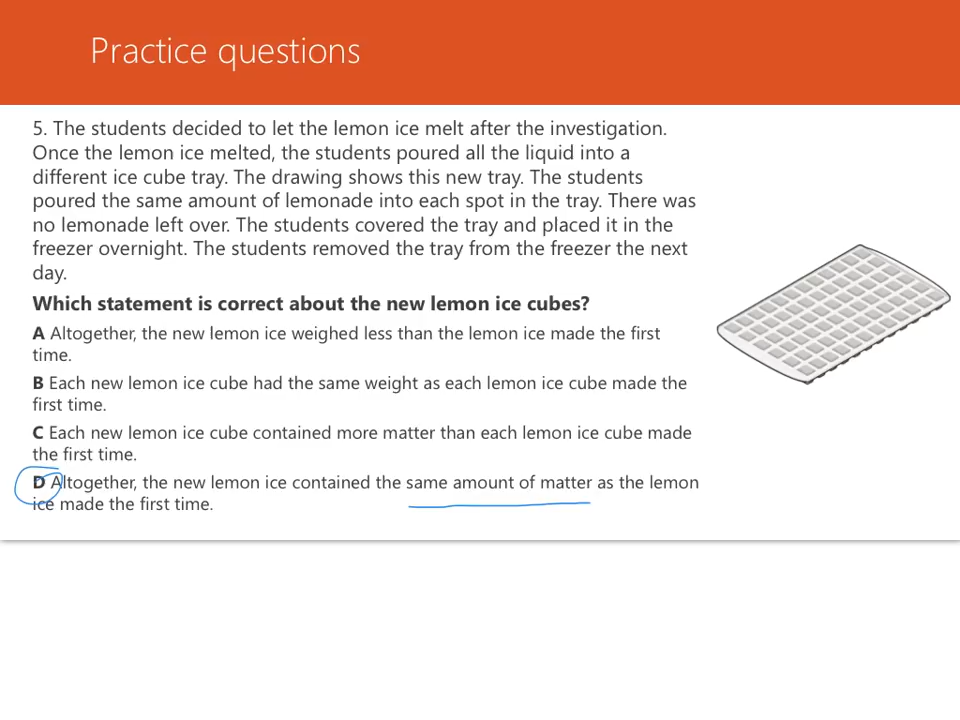 Practice questions
5. The students decided to let the lemon ice melt after the investigation.
Once the lemon ice melted, the students poured all the liquid into a
different ice cube tray. The drawing shows this new tray. The students
poured the same amount of lemonade into each spot in the tray. There was
no lemonade left over. The students covered the tray and placed it in the
freezer overnight. The students removed the tray from the freezer the next
day.
Which statement is correct about the new lemon ice cubes?
A Altogether, the new lemon ice weighed less than the lemon ice made the first
time.
B Each new lemon ice cube had the same weight as each lemon ice cube made the
first time.
C Each new lemon ice cube contained more matter than each lemon ice cube made
the first time.
D Altogether, the new lemon ice contained the same amount of matter as the lemon
ice made the first time.